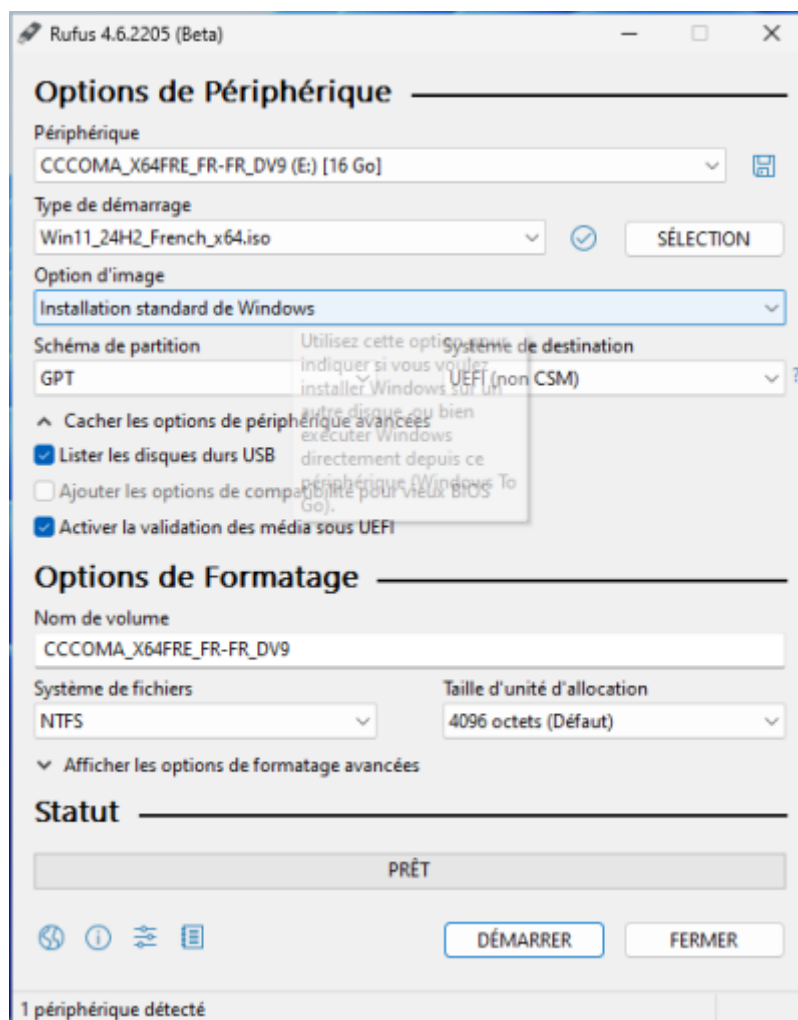 Rufus 4.6.2205 (Beta)
Options de Périphérique
Périphérique
CCCOMA_X64FRE_FR-FR_DV9 (E:) [16 Go]
Type de démarrage
Win11_24H2_French_x64.iso
SÉLECTION
Option d'image
Installation standard de Windows
Schéma de partition
Système de destination
GPT
UEFI (non CSM)
?
Utilisez cette option pour
indiquer si vous voulez
installer Windows sur un
autre disque, ou bien
exécuter Windows
directement depuis ce
périphérique (Windows To
Go).
Cacher les options de périphérique avancées
Lister les disques durs USB
Ajouter les options de compatibilité pour vieux BIOS
Activer la validation des média sous UEFI
Options de Formatage
Nom de volume
CCCOMA_X64FRE_FR-FR_DV9
Système de fichiers
Taille d'unité d'allocation
NTFS
4096 octets (Défaut)
Afficher les options de formatage avancées
Statut
PRÊT
DÉMARRER
FERMER
1 périphérique détecté